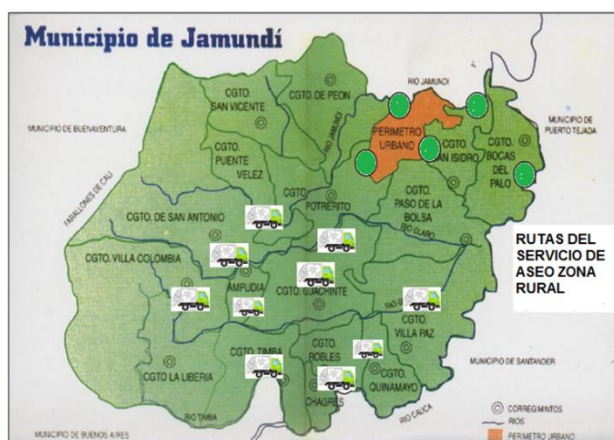 Municipio de Jamundí
RIO JAMUNDI
CGTO.
SAN VICENTE
CGTO. DE PEON
MUNICIPIO DE BUENAVENTURA
RIO JAMUNDI
PERIMETRO
URBANO
CGTO.
SAN ISIDRO
CGTO.
BOCAS
DEL
PALO
MUNICIPIO DE
PUERTO TEJADA
CGTO.
PUENTE
VELEZ
FARALLONES DE CALI
CGTO.
POTRERITO
CGTO.
PASO DE LA
BOLSA
CGTO. DE SAN ANTONIO
RIO CLARO
RUTAS DEL
SERVICIO DE
ASEO ZONA
RURAL
CGTO. VILLA COLOMBIA
AMPUDIA
CGTO. GUACHINTE
RIO
CGTO.
VILLA PAZ
CGTO. TIMBA
CGTO.
ROBLES
MUNICIPIO DE SANTANDER
CGTO LA LIBERIA
CGTO.
QUINAMAYO
CHAGRES
RIO TIMBA
RIO CAUCA
MUNICIPIO DE BUENOS AIRES
CORREGIMINTOS
RIOS
PERIMETRO URBANO